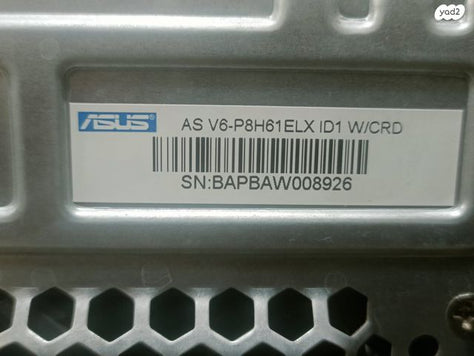 yad2
ASUS
AS V6-P8H61ELX ID1 W/CRD
SN:BAPBAW008926